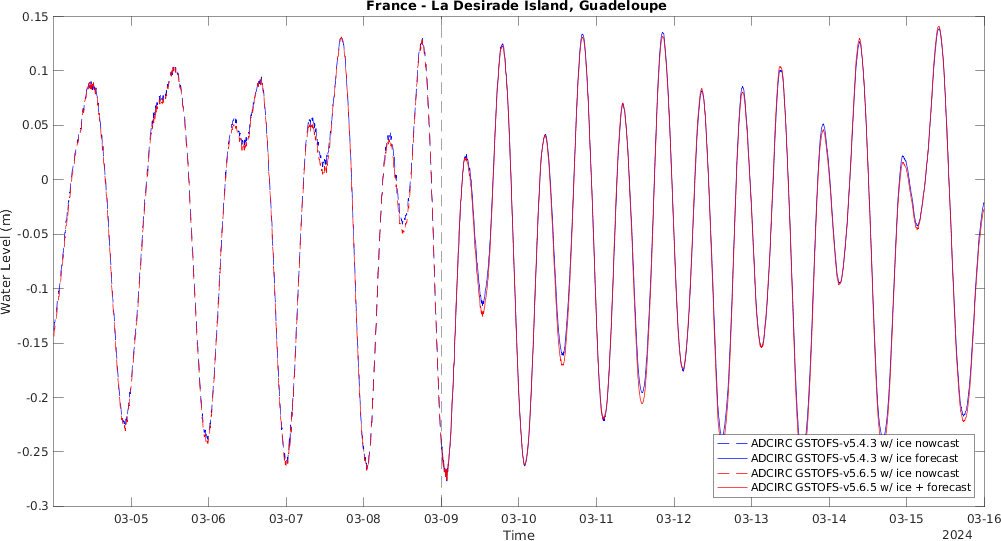 France - La Desirade Island, Guadeloupe
Water Level (m)
0.15
0.1
0.05
0
-0.05
-0.1
-0.15
-0.2
-0.25
-0.3
ADCIRC GSTOFS-v5.4.3 w/ ice nowcast
ADCIRC GSTOFS-v5.4.3 w/ ice forecast
ADCIRC GSTOFS-v5.6.5 w/ ice nowcast
ADCIRC GSTOFS-v5.6.5 w/ ice + forecast
03-05 03-06 03-07 03-08 03-09 03-10 03-11 03-12 03-13 03-14 03-15 03-16
Time
2024